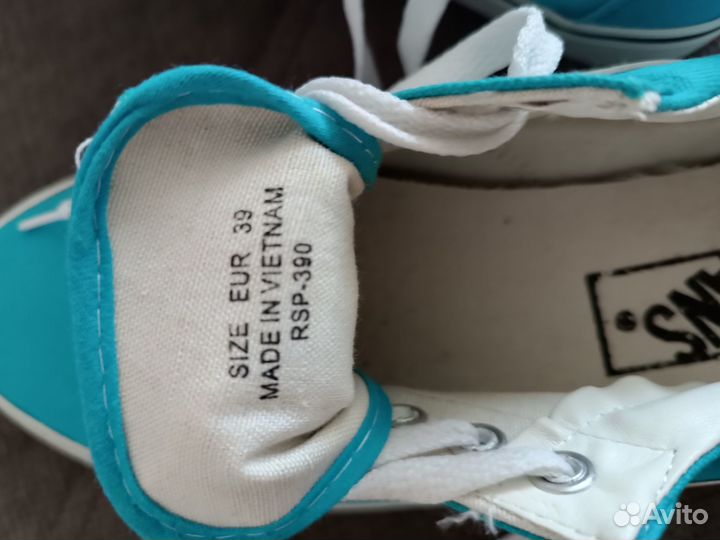 SIZE EUR 39
MADE IN VIETNAM
RSP-390
Avito